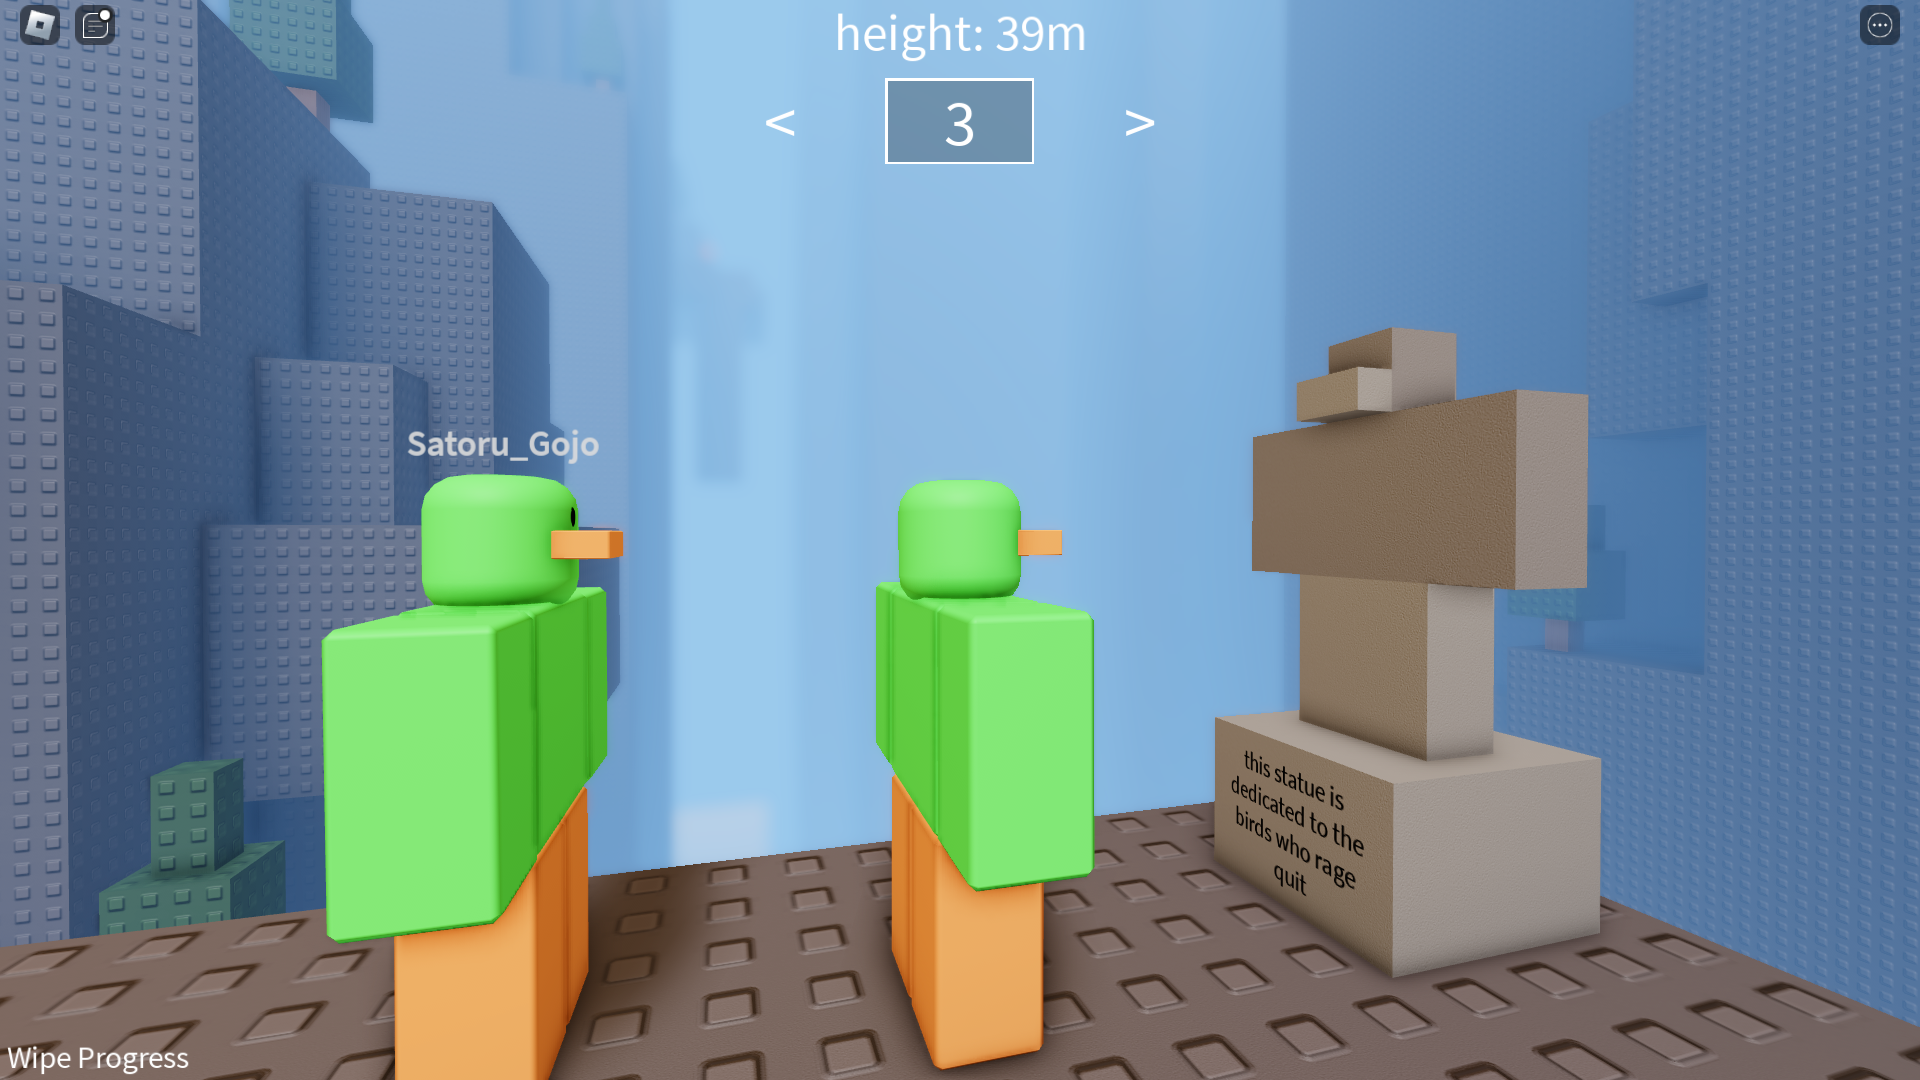 height: 39m
< 3 >
Satoru_Gojo
this statue is
dedicated to the
birds who rage
quit
Wipe Progress